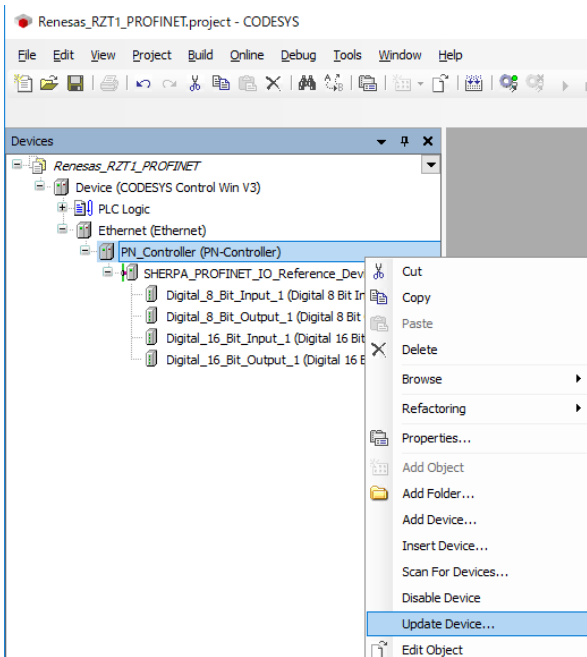 Renesas_RZT1_PROFINET.project - CODESYS
File Edit View Project Build Online Debug Tools Window Help
Devices
Renesas_RZT1_PROFINET
Device (CODESYS Control Win V3)
PLC Logic
Ethernet (Ethernet)
PN_Controller (PN-Controller)
SHERPA_PROFINET_IO_Reference_Dev
Digital_8_Bit_Input_1 (Digital 8 Bit In
Digital_8_Bit_Output_1 (Digital 8 Bit
Digital_16_Bit_Input_1 (Digital 16 Bit
Digital_16_Bit_Output_1 (Digital 16 B
Cut
Copy
Paste
Delete
Browse
Refactoring
Properties...
Add Object
Add Folder...
Add Device...
Insert Device...
Scan For Devices...
Disable Device
Update Device...
Edit Object